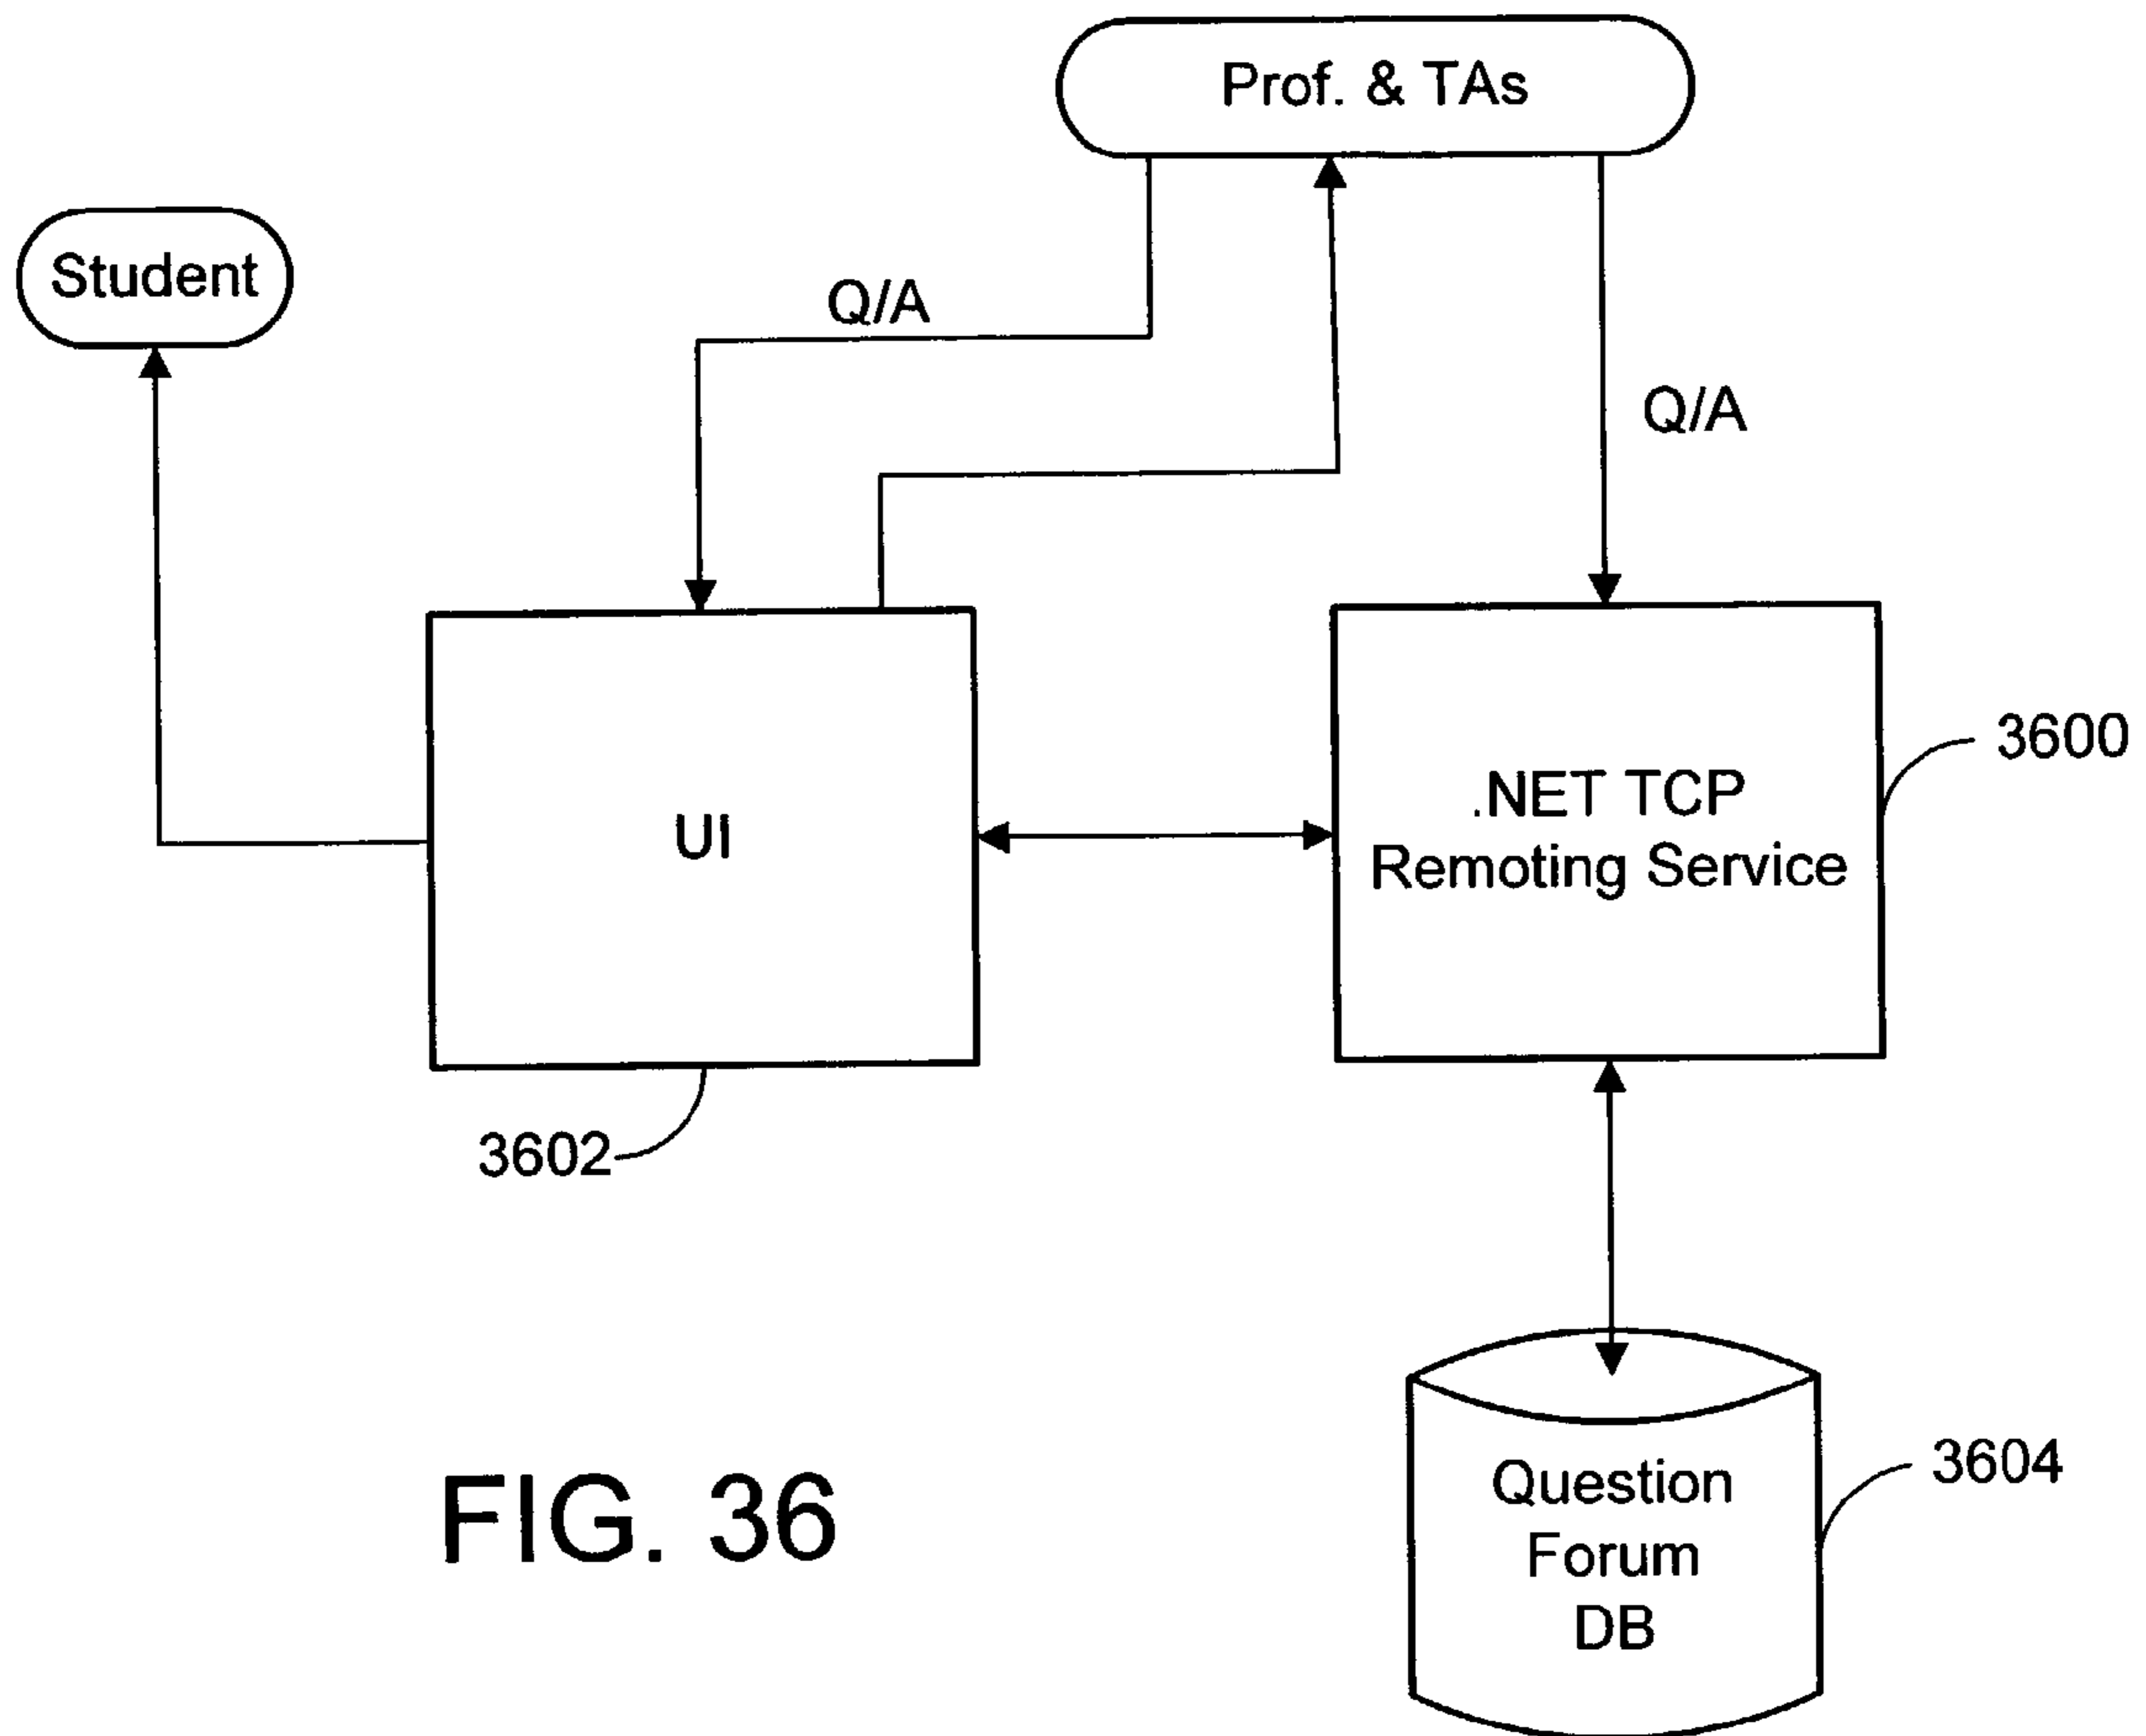 Prof. & TAs
Student
Q/A
Q/A
3600
.NET TCP
Remoting Service
UI
3602
3604
Question
Forum
DB
FIG. 36